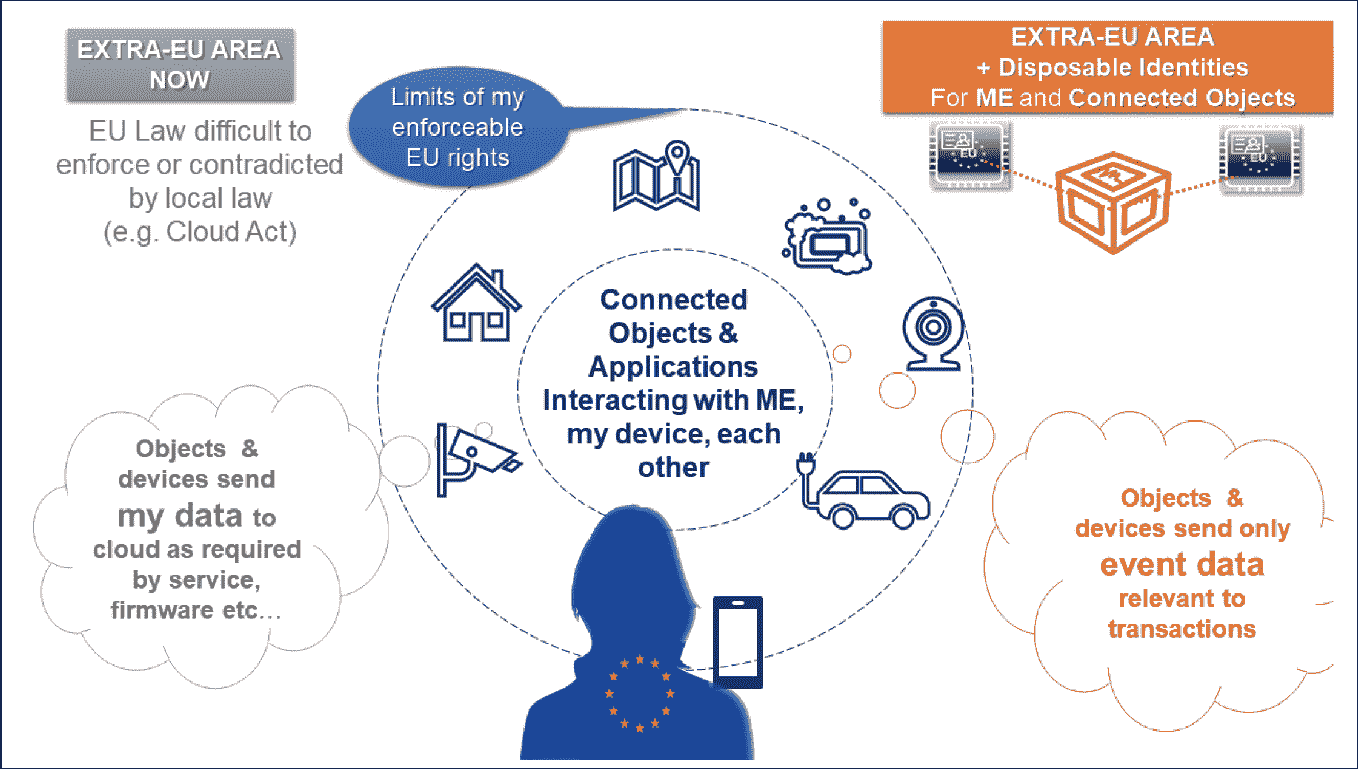 EXTRA-EU AREA
NOW
EU Law difficult to
enforce or contradicted
by local law
(e.g. Cloud Act)
Limits of my
enforceable
EU rights
EXTRA-EU AREA
+ Disposable Identities
For ME and Connected Objects
EU
EU
Connected
Objects &
Applications
Interacting with ME,
my device, each
other
Objects &
devices send
my data to
cloud as required
by service,
firmware etc…
Objects &
devices send only
event data
relevant to
transactions